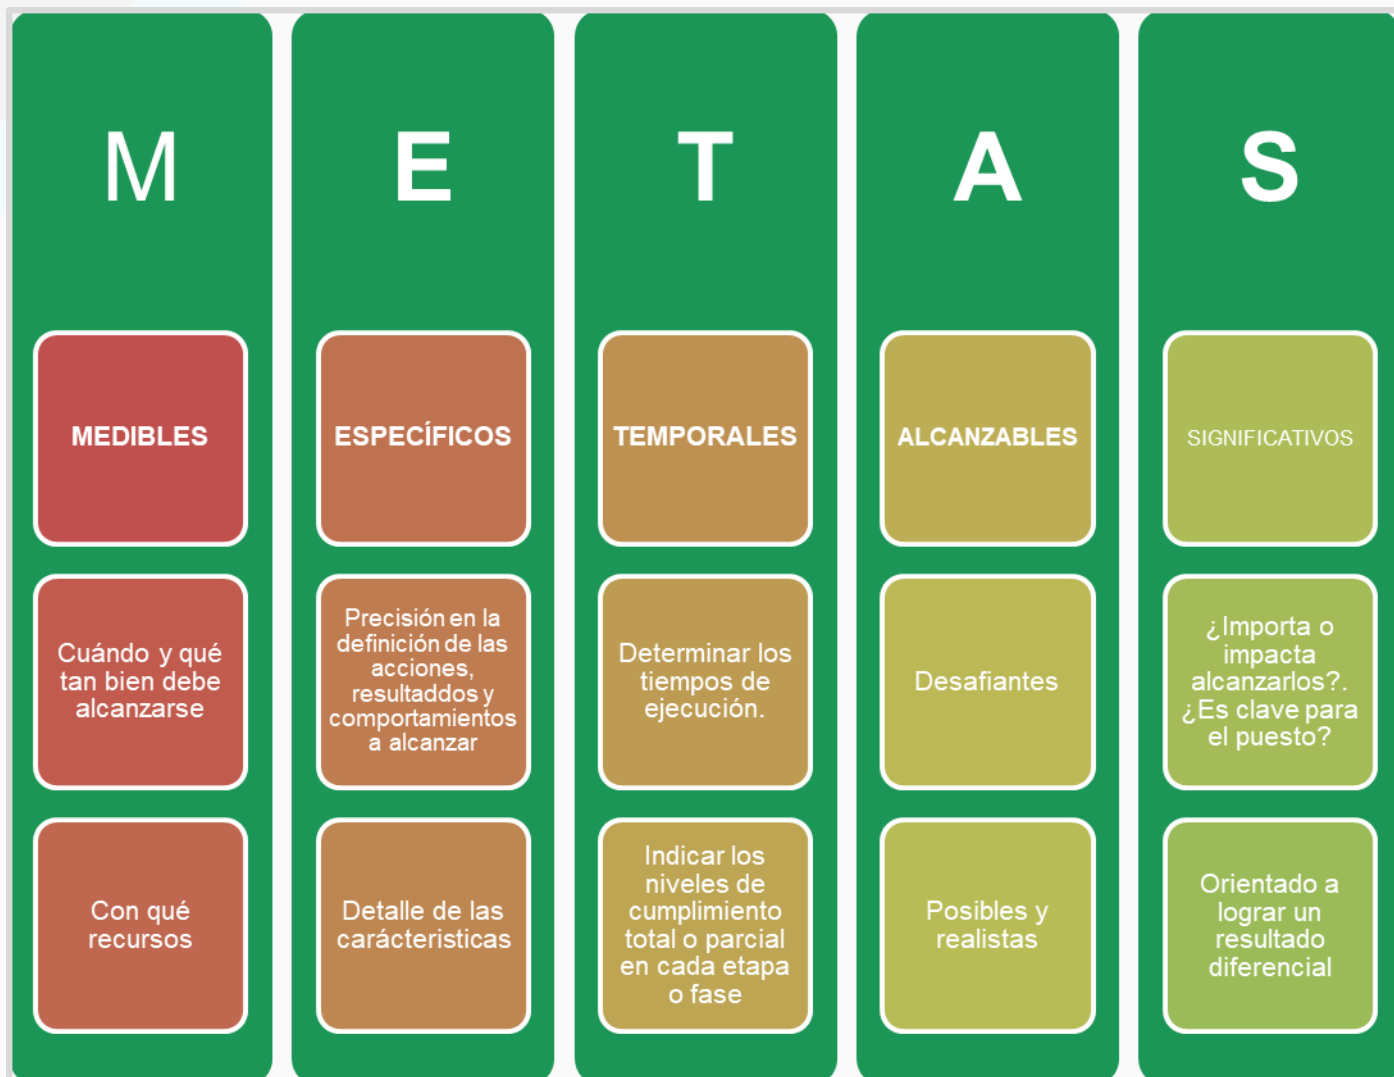 M
MEDIBLES
Cuándo y qué
tan bien debe
alcanzarse
Con qué
recursos
E
ESPECÍFICOS
Precisión en la
definición de las
acciones,
resultaddos y
comportamientos
a alcanzar
Detalle de las
carácteristicas
T
TEMPORALES
Determinar los
tiempos de
ejecución.
Indicar los
niveles de
cumplimiento
total o parcial
en cada etapa
o fase
A
ALCANZABLES
Desafiantes
Posibles y
realistas
S
SIGNIFICATIVOS
¿Importa o
impacta
alcanzarlos?.
¿Es clave para
el puesto?
Orientado a
lograr un
resultado
diferencial